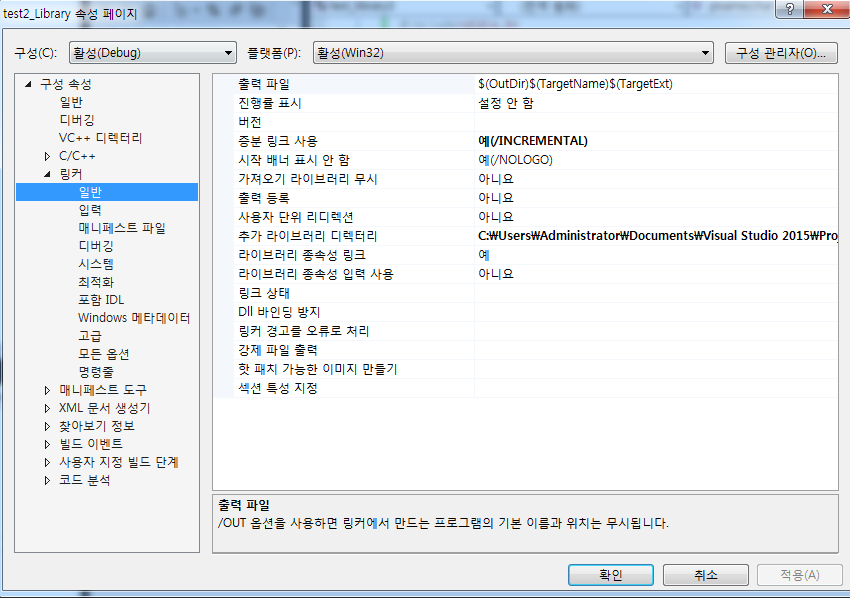 test2_Library 속성 페이지
구성(C): 활성(Debug) 플랫폼(P): 활성(Win32) 구성 관리자(O)...
구성 속성
일반
디버깅
VC++ 디렉터리
C/C++
링커
일반
입력
매니페스트 파일
디버깅
시스템
최적화
포함 IDL
Windows 메타데이터
고급
모든 옵션
명령줄
매니페스트 도구
XML 문서 생성기
찾아보기 정보
빌드 이벤트
사용자 지정 빌드 단계
코드 분석
출력 파일 $(OutDir)$(TargetName)$(TargetExt)
진행률 표시 설정 안 함
버전
증분 링크 사용 예(/INCREMENTAL)
시작 배너 표시 안 함 예(/NOLOGO)
가져오기 라이브러리 무시 아니요
출력 등록 아니요
사용자 단위 리디렉션 아니요
추가 라이브러리 디렉터리 C:₩Users₩Administrator₩Documents₩Visual Studio 2015₩Proj
라이브러리 종속성 링크 예
라이브러리 종속성 입력 사용 아니요
링크 상태
Dll 바인딩 방지
링커 경고를 오류로 처리
강제 파일 출력
핫 패치 가능한 이미지 만들기
섹션 특성 지정
출력 파일
/OUT 옵션을 사용하면 링커에서 만드는 프로그램의 기본 이름과 위치는 무시됩니다.
확인 취소 적용(A)